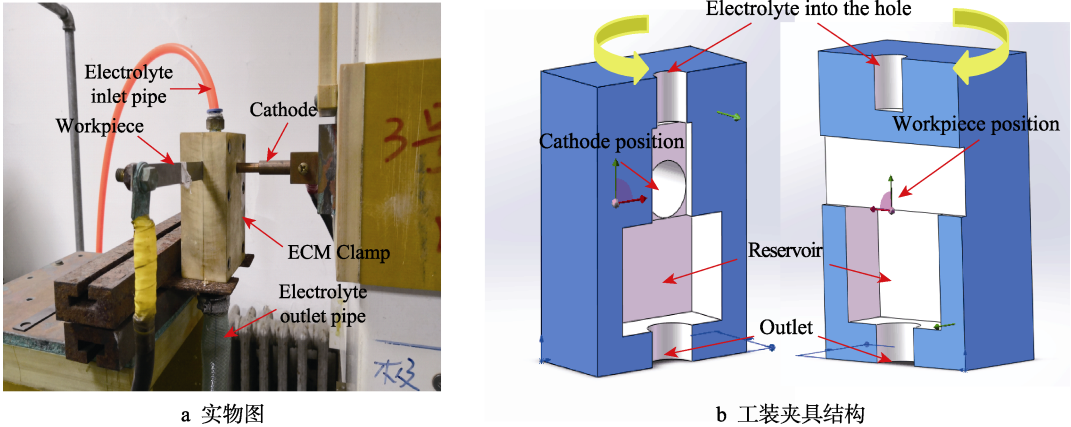 Electrolyte
inlet pipe
Workpiece
Cathode
ECM Clamp
Electrolyte
outlet pipe
3
a 实物图
Electrolyte into the hole
Cathode position
Workpiece position
Reservoir
Outlet
b 工装夹具结构